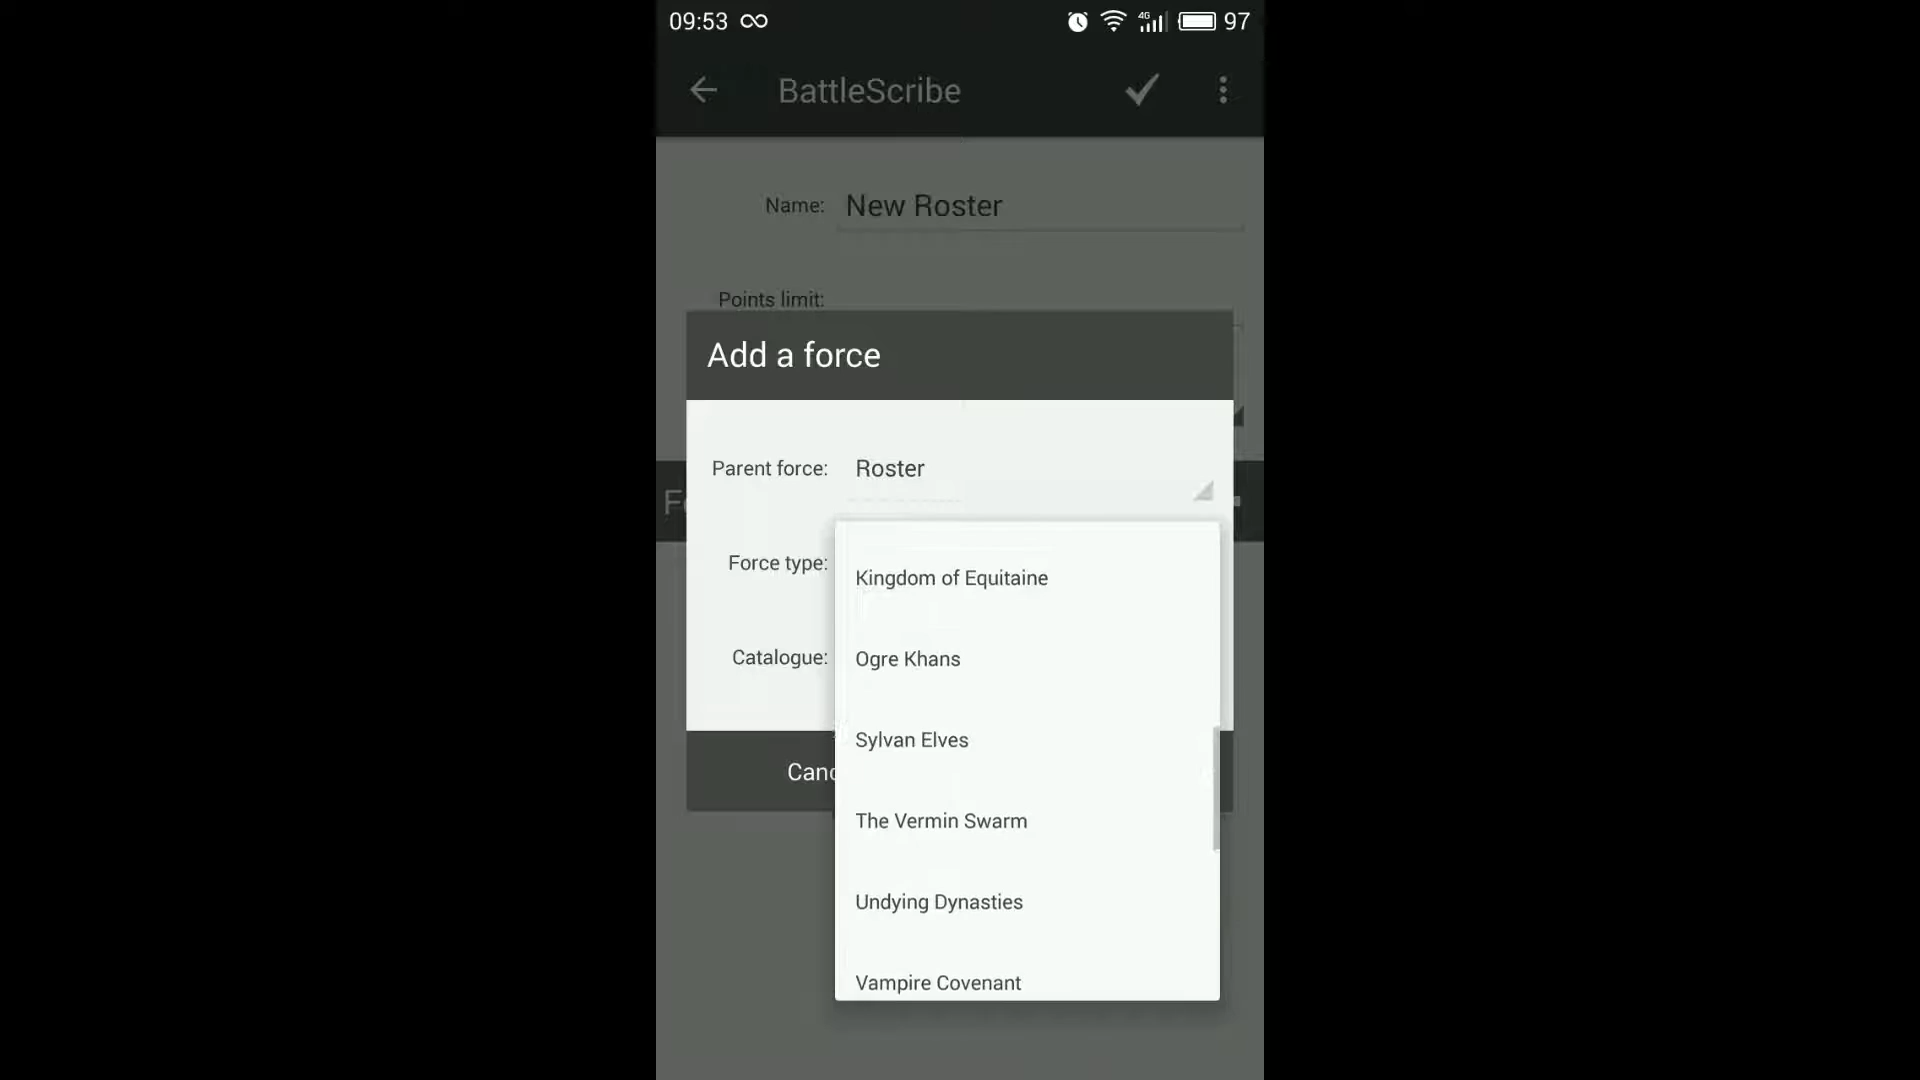 09:53 4G 97
BattleScribe
Name: New Roster
Points limit:
Add a force
Parent force: Roster
Force type:
Catalogue:
Kingdom of Equitaine
Ogre Khans
Sylvan Elves
The Vermin Swarm
Undying Dynasties
Vampire Covenant